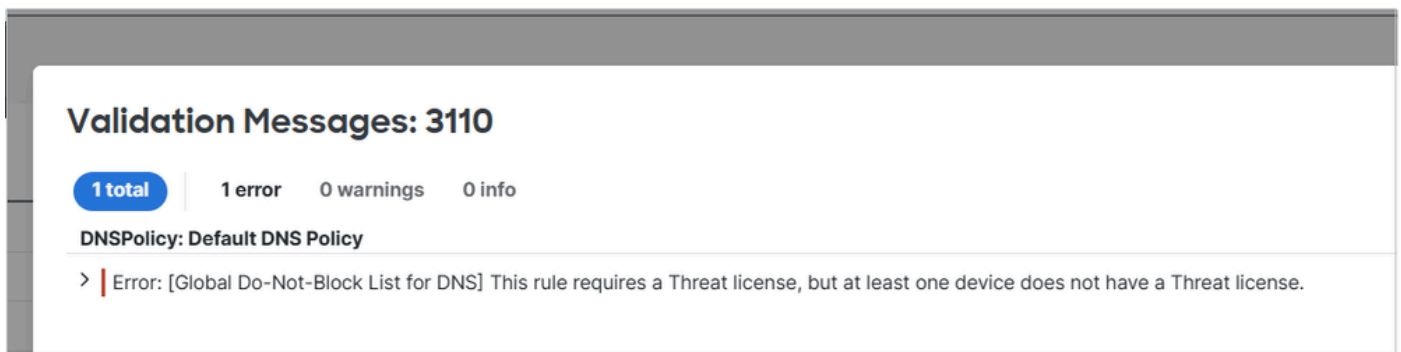 Validation Messages: 3110
1 total 1 error 0 warnings 0 info
DNSPolicy: Default DNS Policy
Error: [Global Do-Not-Block List for DNS] This rule requires a Threat license, but at least one device does not have a Threat license.